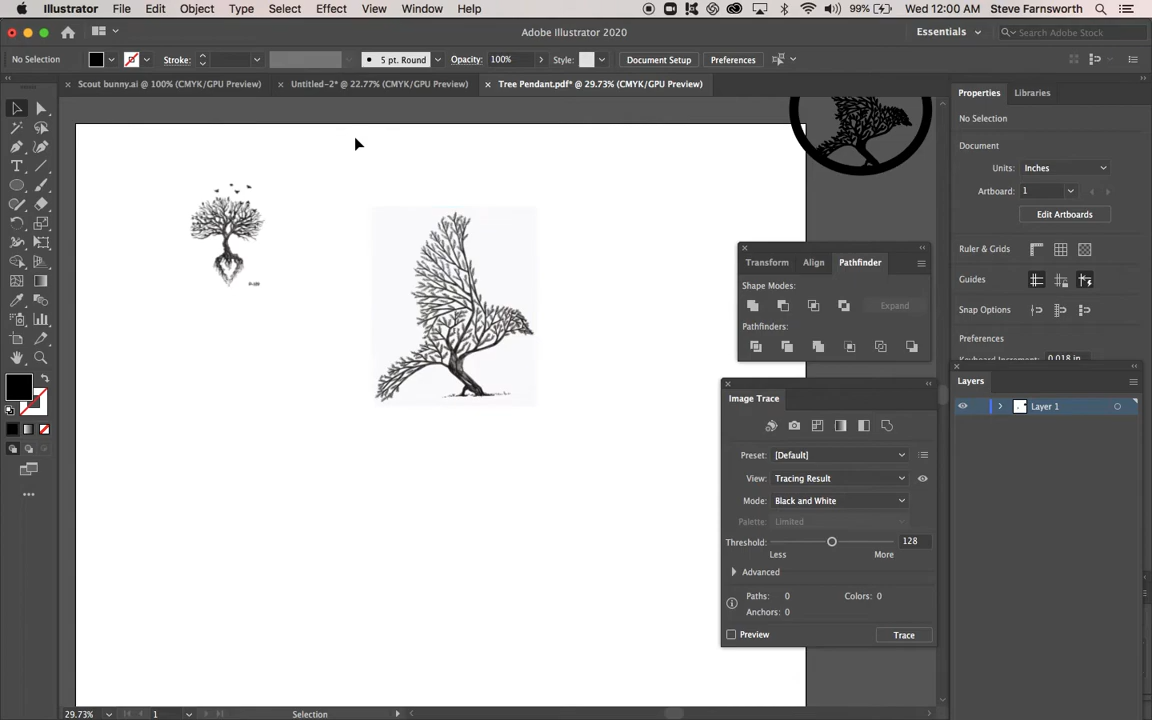 Illustrator File Edit Object Type Select Effect View Window Help 99% Wed 12:00 AM Steve Farnsworth
Adobe Illustrator 2020 Essentials Search Adobe Stock
No Selection Stroke: 5 pt. Round Opacity: 100% Style: Document Setup Preferences
Scout bunny.ai @ 100% (CMYK/GPU Preview) Untitled-2* @ 22.77% (CMYK/GPU Preview) Tree Pendant.pdf* @ 29.73% (CMYK/GPU Preview)
Properties Libraries
No Selection
Document
Units: Inches
Artboard: 1
Edit Artboards
Ruler & Grids
Guides
Snap Options
Preferences
Keyboard Increment: 0.018 in
Transform Align Pathfinder
Shape Modes:
Expand
Pathfinders:
Image Trace
Preset: [Default]
View: Tracing Result
Mode: Black and White
Palette: Limited
Threshold: 128
Less More
Advanced
Paths: 0 Colors: 0
Anchors: 0
Preview Trace
Layers
Layer 1
29.73% 1 Selection